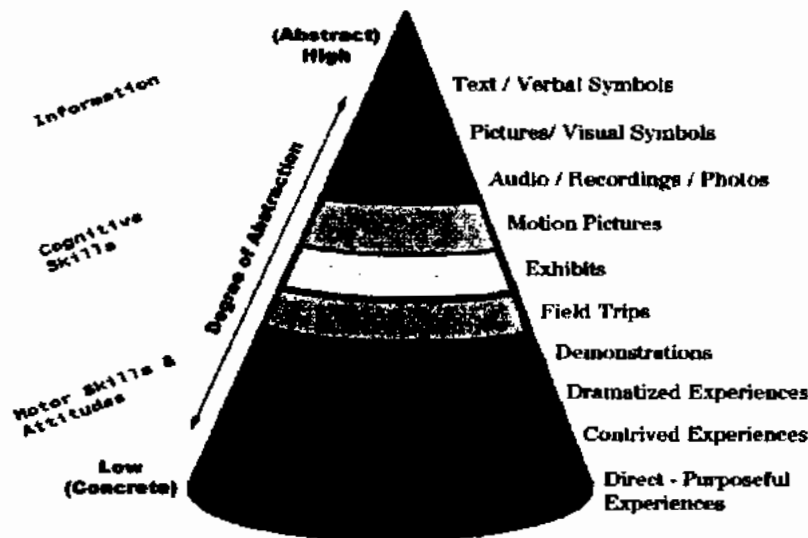 (Abstract)
High
Information
Text / Verbal Symbols
Pictures/ Visual Symbols
Audio / Recordings / Photos
Degree of Abstraction
Cognitive
Skills
Motion Pictures
Exhibits
Field Trips
Demonstrations
Motor Skills &
Attitudes
Dramatized Experiences
Contrived Experiences
Low
(Concrete)
Direct - Purposeful
Experiences